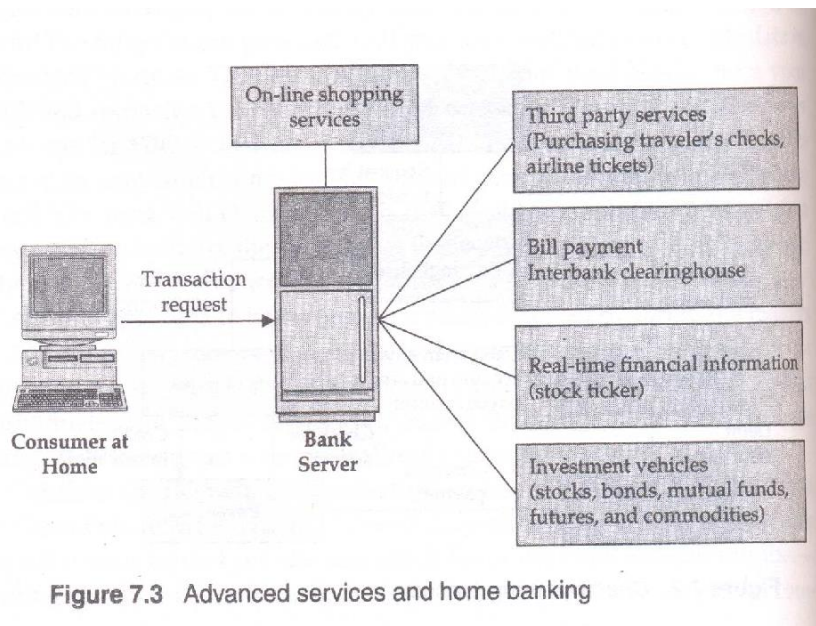 On-line shopping
services
Third party services
(Purchasing traveler's checks,
airline tickets)
Bill payment
Interbank clearinghouse
Transaction
request
Real-time financial information
(stock ticker)
Consumer at
Home
Bank
Server
Investment vehicles
(stocks, bonds, mutual funds,
futures, and commodities)
Figure 7.3 Advanced services and home banking